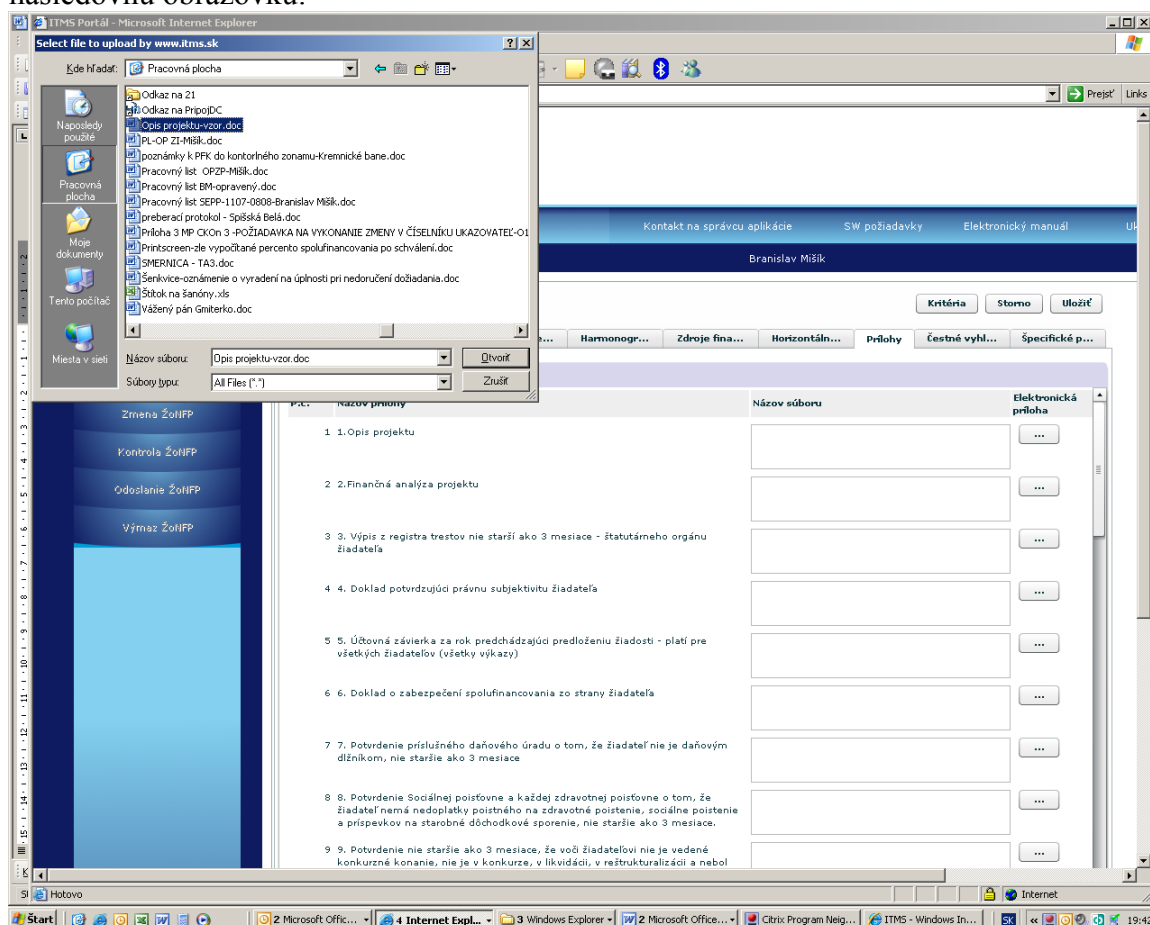 ITMS Portál - Microsoft Internet Explorer
Select file to upload by www.itms.sk
Kde hľadať: Pracovná plocha
Prejsť Links
Naposledy použité
Pracovná plocha
Moje dokumenty
Tento počítač
Miesta v sieti
Odkaz na 21
Odkaz na PripojDC
Opis projektu-vzor.doc
PL-OP ZI-Mišík.doc
poznámky k PFK do kontorlného zonamu-Kremnické bane.doc
Pracovný list OPZP-Mišík.doc
Pracovný list BM-opravený.doc
Pracovný list SEPP-1107-0808-Branislav Mišík.doc
preberací protokol - Spišská Belá.doc
Príloha 3 MP CKOn 3 -POŽIADAVKA NA VYKONANIE ZMENY V ČÍSELNÍKU UKAZOVATEĽ-O1
Printscreen-zle vypočítané percento spolufinancovania po schválení.doc
SMERNICA - TA3.doc
Šenkvice-oznámenie o vyradení na úplnosti pri nedoručení dožiadania.doc
Štítok na šanóny.xls
Vážený pán Gmiterko.doc
Názov súboru: Opis projektu-vzor.doc Otvoriť
Súbory typu: All Files (*.*) Zrušiť
Kontakt na správcu aplikácie SW požiadavky Elektronický manuál
Branislav Mišík
Kritéria Storno Uložiť
Harmonogr... Zdroje fina... Horizontáln... Prílohy Čestné vyhl... Špecifické p...
Zmena ŽoNFP
Kontrola ŽoNFP
Odoslanie ŽoNFP
Výmaz ŽoNFP
P.č. Názov prílohy Názov súboru Elektronická príloha
1 1.Opis projektu ...
2 2.Finančná analýza projektu ...
3 3. Výpis z registra trestov nie starší ako 3 mesiace - štatutárneho orgánu ...
žiadateľa
4 4. Doklad potvrdzujúci právnu subjektivitu žiadateľa ...
5 5. Účtovná závierka za rok predchádzajúci predloženiu žiadosti - platí pre ...
všetkých žiadateľov (všetky výkazy)
6 6. Doklad o zabezpečení spolufinancovania zo strany žiadateľa ...
7 7. Potvrdenie príslušného daňového úradu o tom, že žiadateľ nie je daňovým ...
dlžníkom, nie staršie ako 3 mesiace
8 8. Potvrdenie Sociálnej poisťovne a každej zdravotnej poisťovne o tom, že ...
žiadateľ nemá nedoplatky poistného na zdravotné poistenie, sociálne poistenie
a príspevkov na starobné dôchodkové sporenie, nie staršie ako 3 mesiace.
9 9. Potvrdenie nie staršie ako 3 mesiace, že voči žiadateľovi nie je vedené ...
konkurzné konanie, nie je v konkurze, v likvidácii, v reštrukturalizácii a nebol
Hotovo Internet
Štart 2 Microsoft Offic... 4 Internet Expl... 3 Windows Explorer 2 Microsoft Office... Citrix Program Neig... ITMS - Windows In... SK 19:42